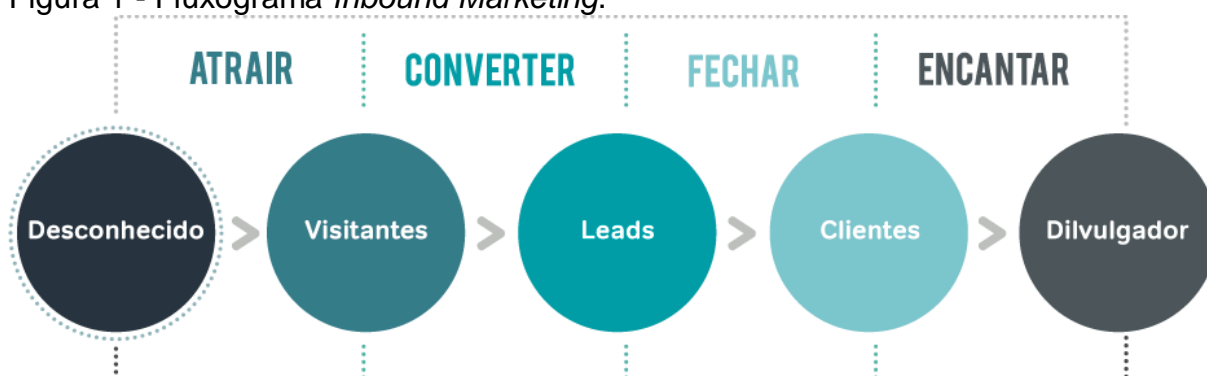 Figura 1 - Fluxograma Inbound Marketing.
ATRAIR CONVERTER FECHAR ENCANTAR
Desconhecido > Visitantes > Leads > Clientes > Dilvulgador